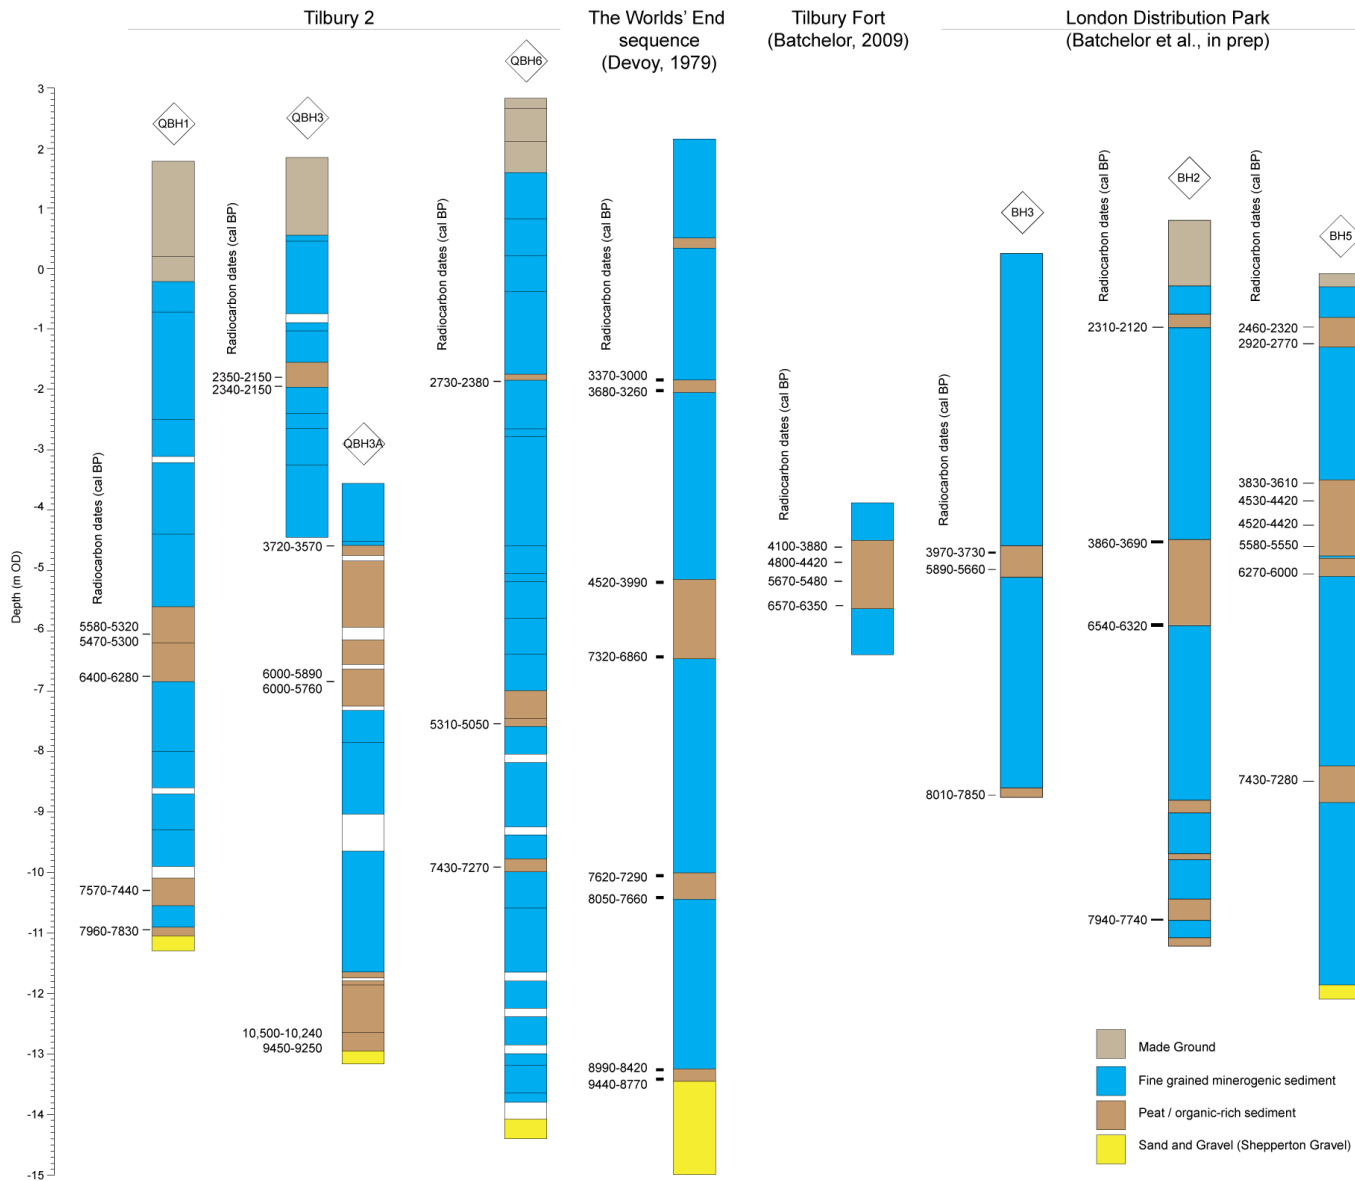 Tilbury 2
The Worlds' End
sequence
(Devoy, 1979)
Tilbury Fort
(Batchelor, 2009)
London Distribution Park
(Batchelor et al., in prep)
Depth (m OD)
3
2
1
0
-1
-2
-3
-4
-5
-6
-7
-8
-9
-10
-11
-12
-13
-14
-15
QBH1
Radiocarbon dates (cal BP)
5580-5320
5470-5300
6400-6280
7570-7440
7960-7830
QBH3
Radiocarbon dates (cal BP)
2350-2150
2340-2150
QBH3A
3720-3570
6000-5890
6000-5760
10,500-10,240
9450-9250
QBH6
Radiocarbon dates (cal BP)
2730-2380
5310-5050
7430-7270
Radiocarbon dates (cal BP)
3370-3000
3680-3260
4520-3990
7320-6860
7620-7290
8050-7660
8990-8420
9440-8770
Radiocarbon dates (cal BP)
4100-3880
4800-4420
5670-5480
6570-6350
BH3
Radiocarbon dates (cal BP)
3970-3730
5890-5660
8010-7850
BH2
Radiocarbon dates (cal BP)
2310-2120
3860-3690
6540-6320
7940-7740
BH5
Radiocarbon dates (cal BP)
2460-2320
2920-2770
3830-3610
4530-4420
4520-4420
5580-5550
6270-6000
7430-7280
Made Ground
Fine grained minerogenic sediment
Peat / organic-rich sediment
Sand and Gravel (Shepperton Gravel)